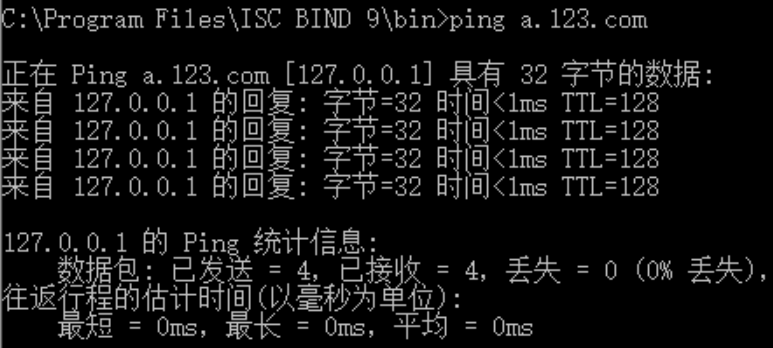 C:\Program Files\ISC BIND 9\bin>ping a.123.com
正在 Ping a.123.com [127.0.0.1] 具有 32 字节的数据:
来自 127.0.0.1 的回复: 字节=32 时间<1ms TTL=128
来自 127.0.0.1 的回复: 字节=32 时间<1ms TTL=128
来自 127.0.0.1 的回复: 字节=32 时间<1ms TTL=128
来自 127.0.0.1 的回复: 字节=32 时间<1ms TTL=128
127.0.0.1 的 Ping 统计信息:
数据包: 已发送 = 4, 已接收 = 4, 丢失 = 0 (0% 丢失),
往返行程的估计时间(以毫秒为单位):
最短 = 0ms, 最长 = 0ms, 平均 = 0ms